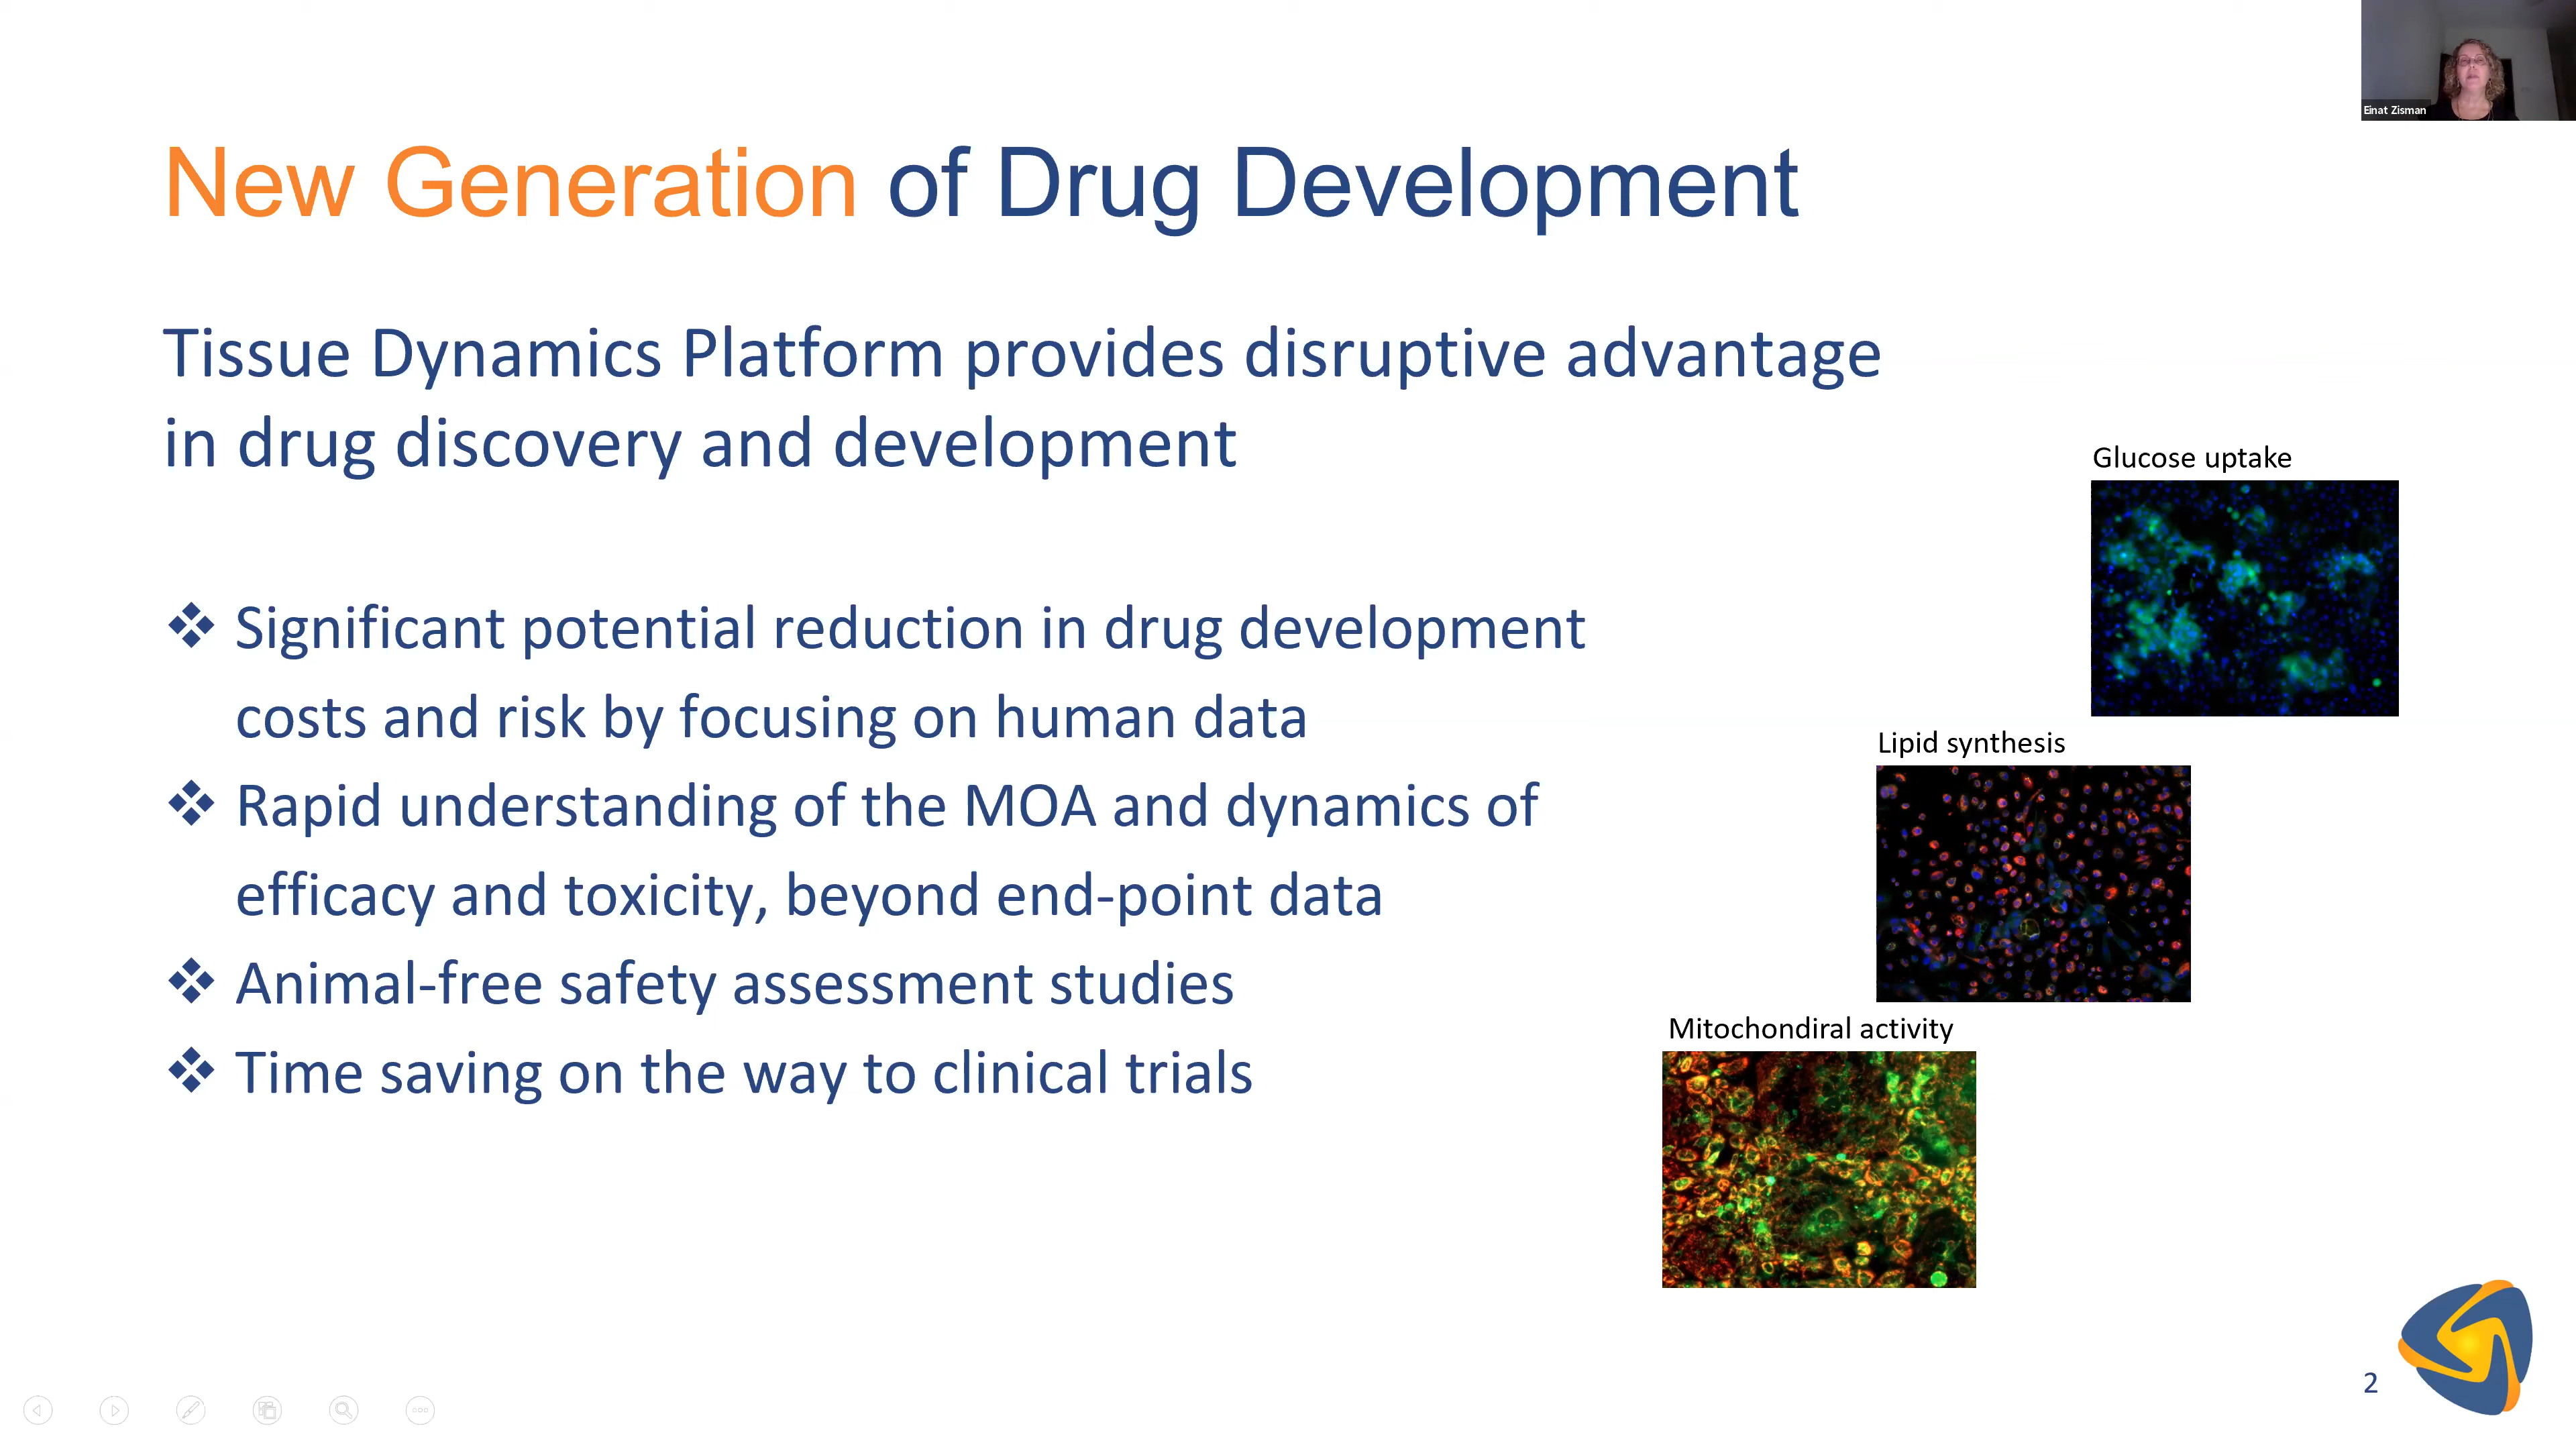 Einat Zisman
New Generation of Drug Development
Tissue Dynamics Platform provides disruptive advantage
in drug discovery and development
Glucose uptake
❖ Significant potential reduction in drug development
costs and risk by focusing on human data
Lipid synthesis
❖ Rapid understanding of the MOA and dynamics of
efficacy and toxicity, beyond end-point data
❖ Animal-free safety assessment studies
Mitochondiral activity
❖ Time saving on the way to clinical trials
2